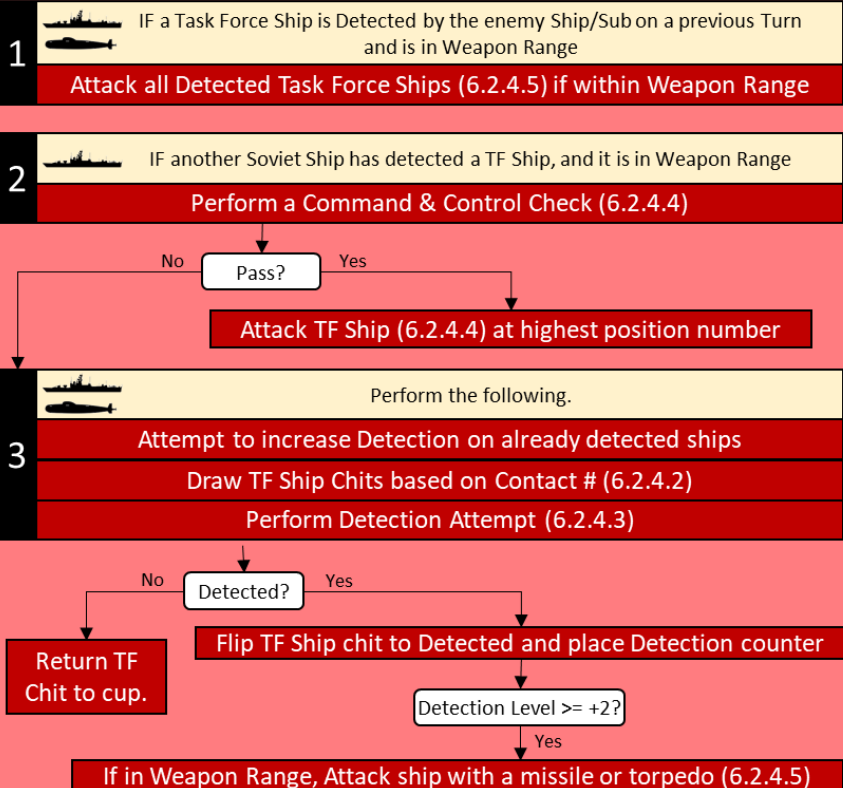 1
IF a Task Force Ship is Detected by the enemy Ship/Sub on a previous Turn
and is in Weapon Range
Attack all Detected Task Force Ships (6.2.4.5) if within Weapon Range
2
IF another Soviet Ship has detected a TF Ship, and it is in Weapon Range
Perform a Command & Control Check (6.2.4.4)
No
Pass?
Yes
Attack TF Ship (6.2.4.4) at highest position number
3
Perform the following.
Attempt to increase Detection on already detected ships
Draw TF Ship Chits based on Contact # (6.2.4.2)
Perform Detection Attempt (6.2.4.3)
No
Detected?
Yes
Return TF
Chit to cup.
Flip TF Ship chit to Detected and place Detection counter
Detection Level >= +2?
Yes
If in Weapon Range, Attack ship with a missile or torpedo (6.2.4.5)